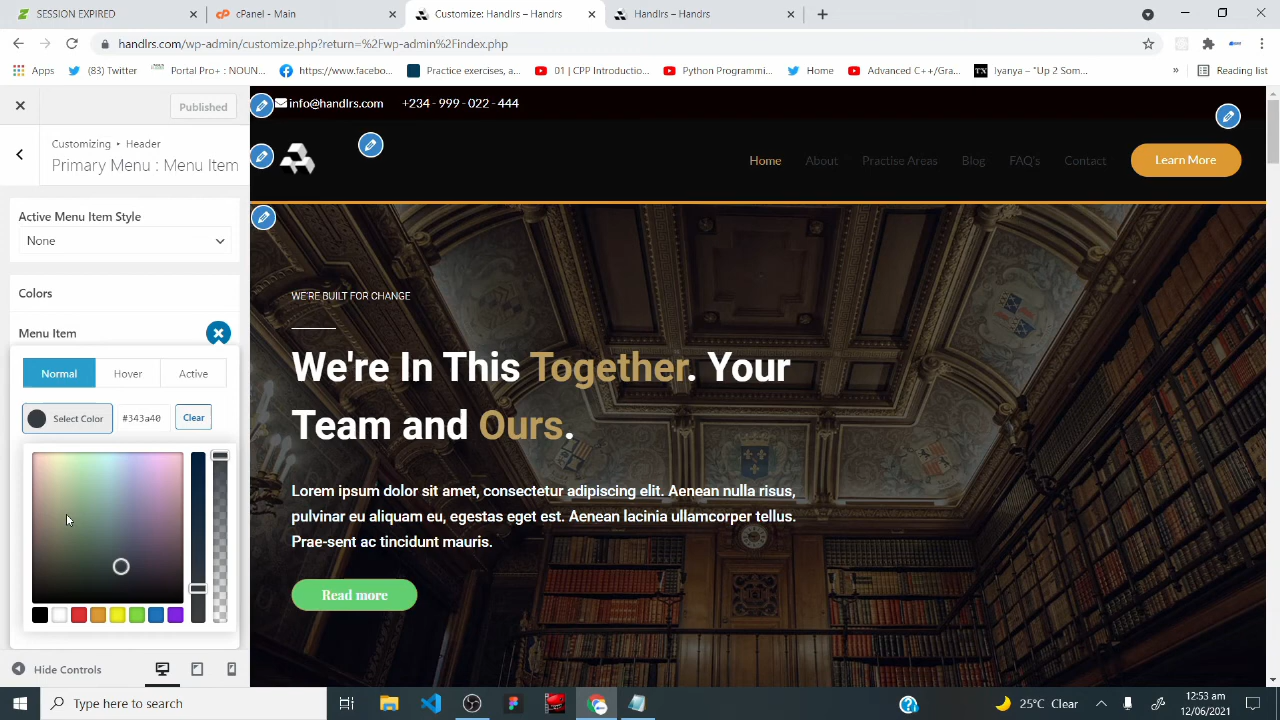 SESSION EXPIRED
cPanel
Customize: Handlrs –
Handlrs –
handlrs.com/wp-admin/customize.php?return=%2Fwp-admin%2Findex.php
Apps
03) Twitter
Portal Pro+ : NDUN...
https://www.facebo...
Practice exercises, a...
01 | CPP Introductio...
Python Programmi...
Home
Advanced C++/Gra...
Iyanya – "Up 2 Som...
»
Reading list
Published
Customizing ▸ Header
Primary Menu : Menu Item
Active Menu Item Style
None
Colors
Menu Item
Normal
Hover
Active
Select Color
#343a40
Clear
Hide Controls
info@handlrs.com
+234 - 999 - 022 - 444
Home
About
Practise Areas
Blog
FAQ's
Contact
Learn More
WE'RE BUILT FOR CHANGE
We're In This Together. Your
Team and Ours.
Lorem ipsum dolor sit amet, consectetur adipiscing elit. Aenean nulla risus,
pulvinar eu aliquam eu, egestas eget est. Aenean lacinia ullamcorper tellus.
Prae-sent ac tincidunt mauris.
Read more
Type here to search
25°C Clear
12:53 am
12/06/2021